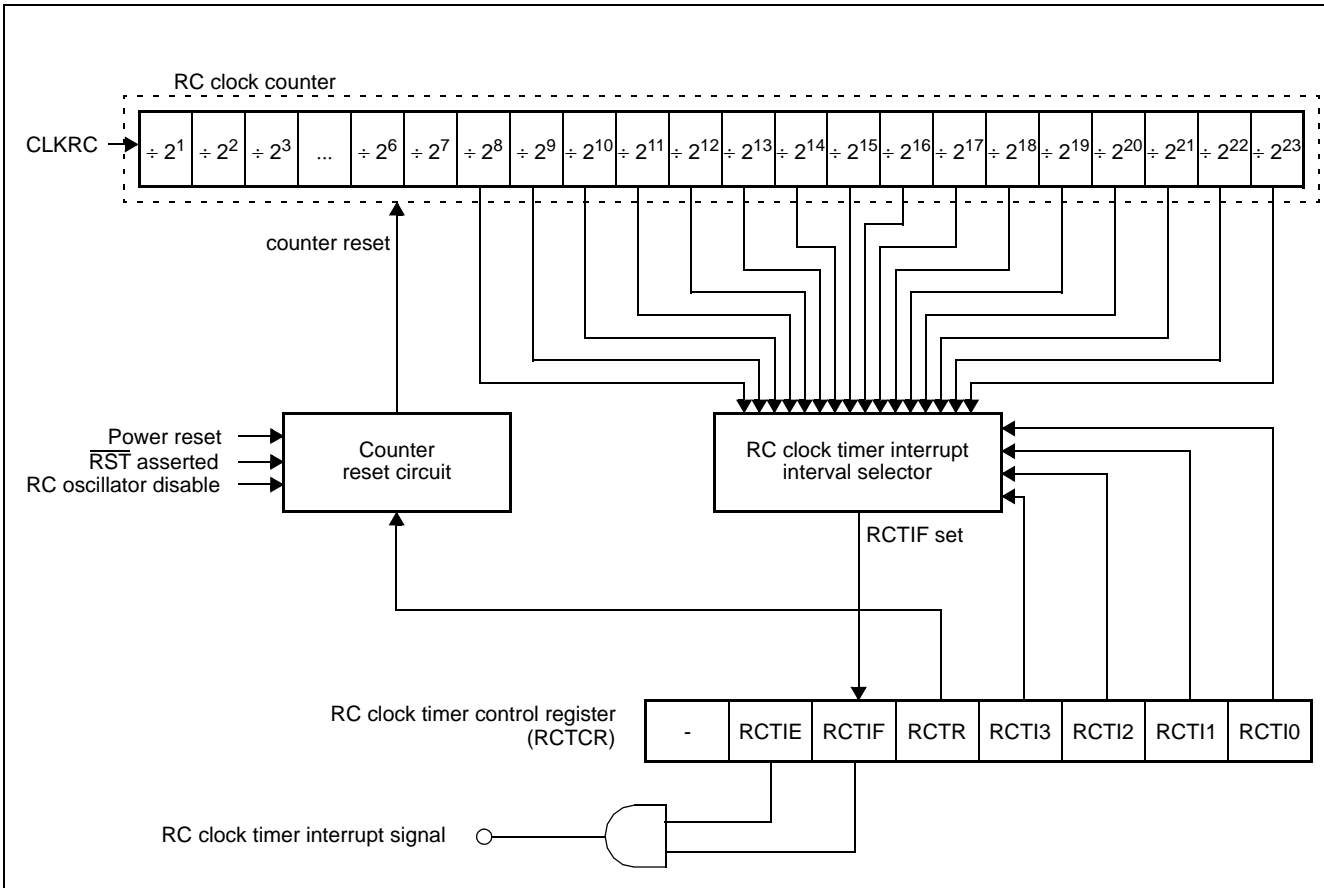 RC clock counter
CLKRC
÷ 2¹ ÷ 2² ÷ 2³ ... ÷ 2⁶ ÷ 2⁷ ÷ 2⁸ ÷ 2⁹ ÷ 2¹⁰ ÷ 2¹¹ ÷ 2¹² ÷ 2¹³ ÷ 2¹⁴ ÷ 2¹⁵ ÷ 2¹⁶ ÷ 2¹⁷ ÷ 2¹⁸ ÷ 2¹⁹ ÷ 2²⁰ ÷ 2²¹ ÷ 2²² ÷ 2²³
counter reset
Power reset
R̅S̅T̅ asserted
RC oscillator disable
Counter
reset circuit
RC clock timer interrupt
interval selector
RCTIF set
RC clock timer control register
(RCTCR)
- RCTIE RCTIF RCTR RCTI3 RCTI2 RCTI1 RCTI0
RC clock timer interrupt signal